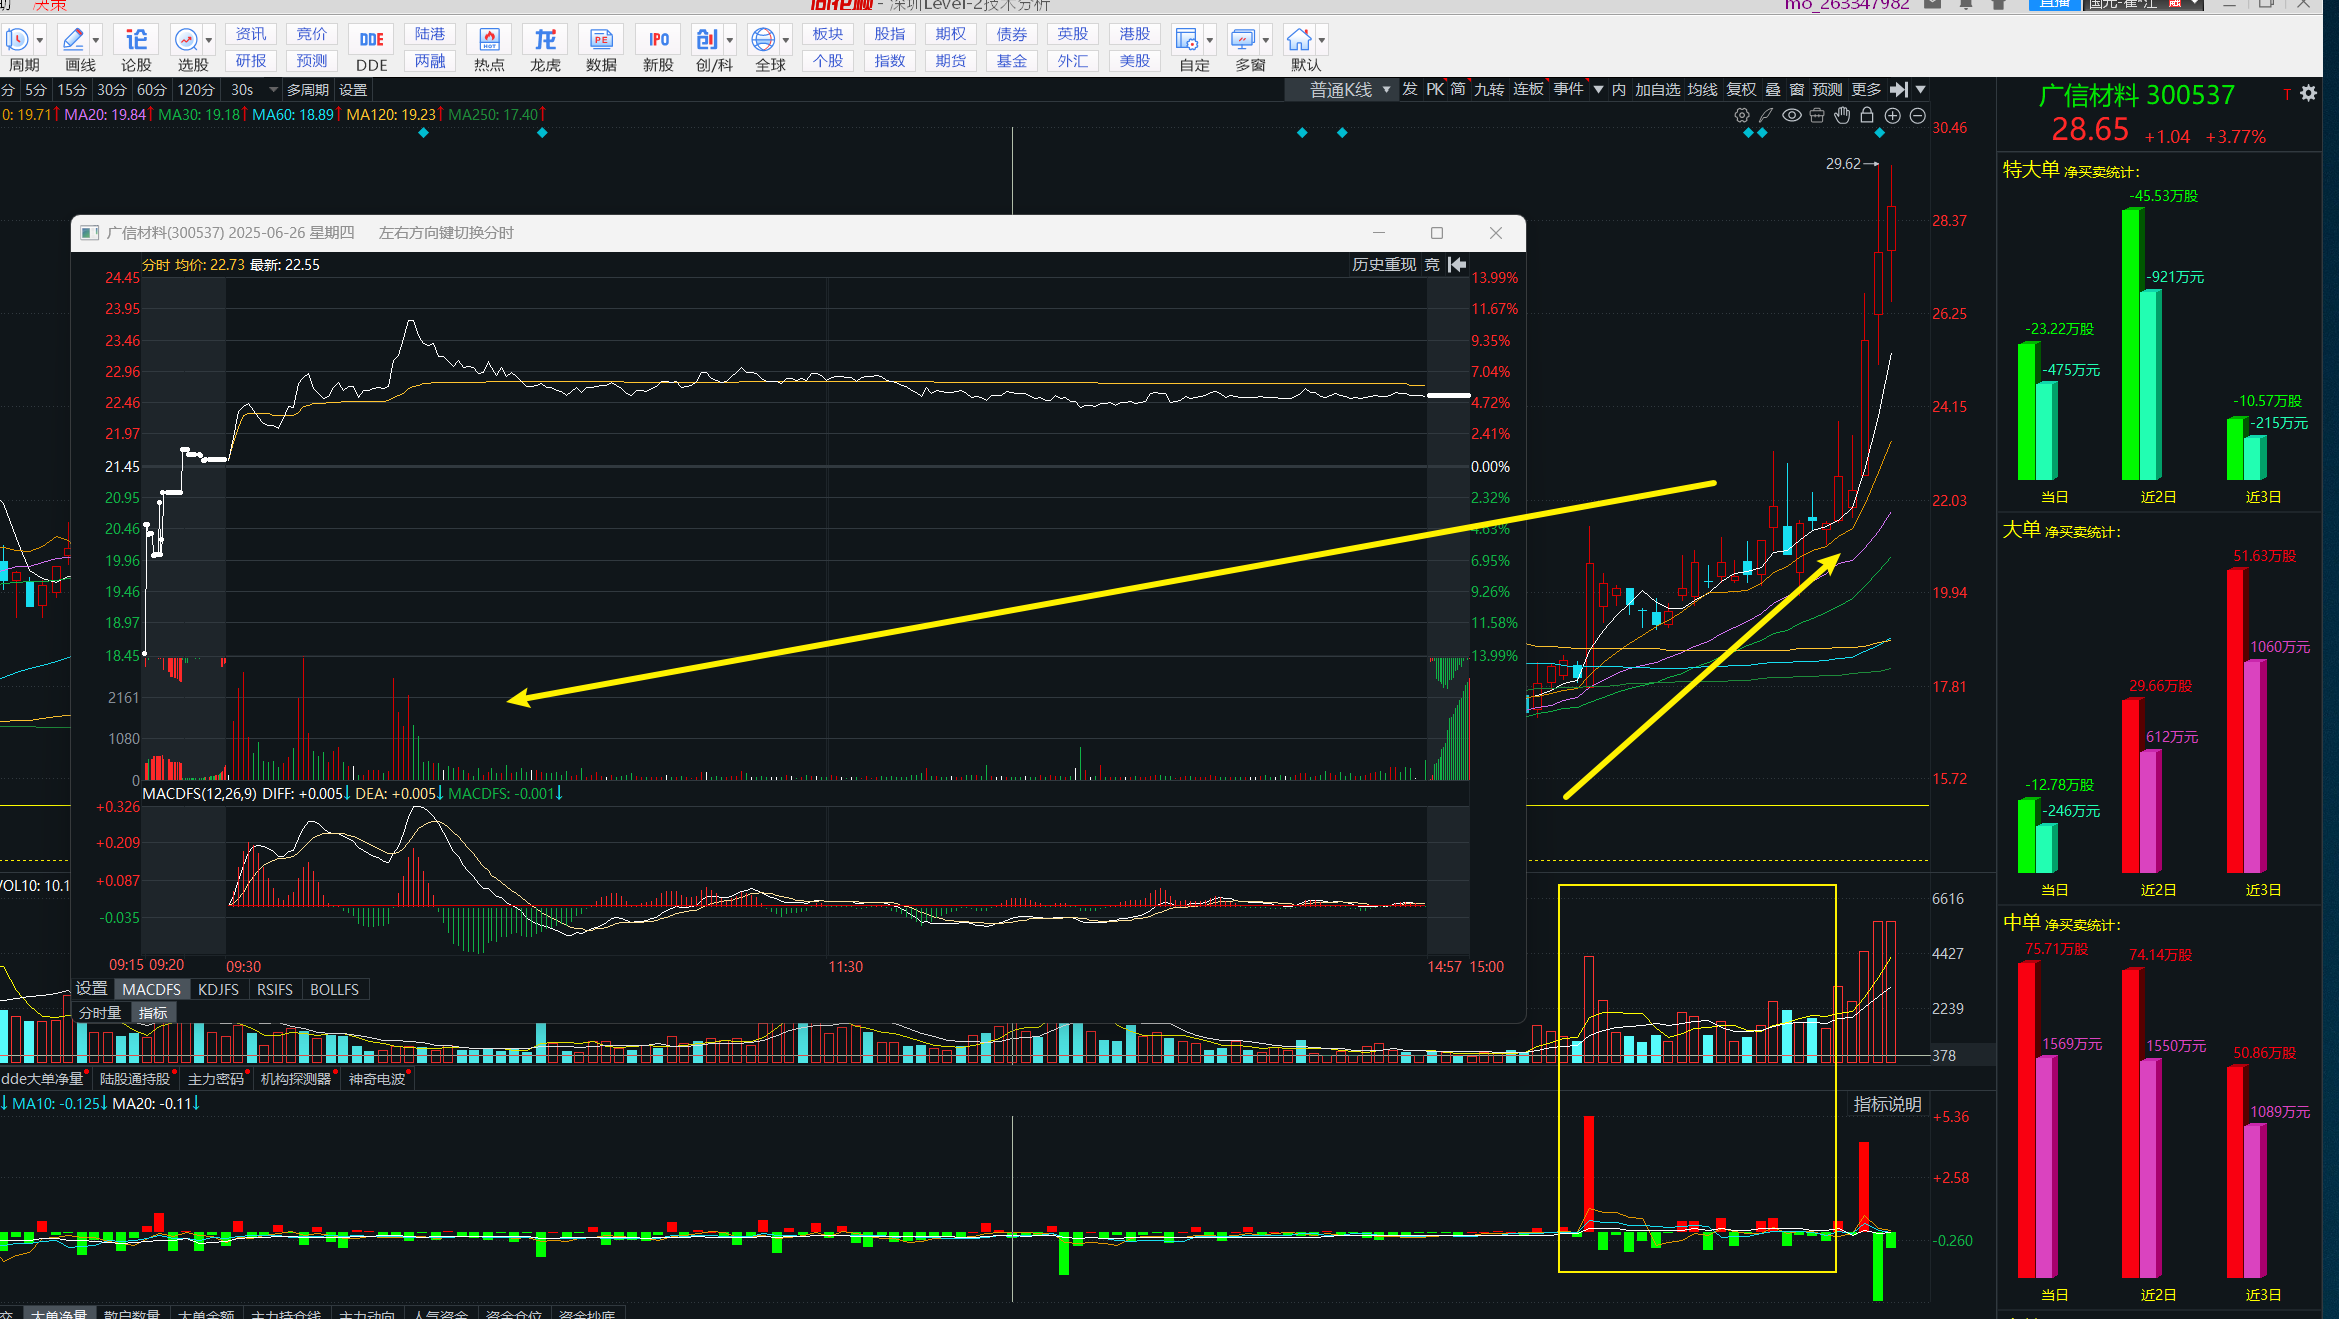 决策
- 深圳Level-2技术分析
mo_263347982
直播
周期
画线
论股
选股
资讯
研报
竞价
预测
DDE
陆港
两融
热点
龙虎
数据
新股
创/科
全球
板块
个股
股指
指数
期权
期货
债券
基金
英股
外汇
港股
美股
自定
多窗
默认
分 5分 15分 30分 60分 120分 30s 多周期 设置
普通K线 发 PK 简 九转 连板 事件 内 加自选 均线 复权 叠 窗 预测 更多
0: 19.71↑ MA20: 19.84↑ MA30: 19.18↑ MA60: 18.89↑ MA120: 19.23↑ MA250: 17.40↑
广信材料 300537 T
28.65 +1.04 +3.77%
30.46
29.62→
28.37
26.25
24.15
22.03
19.94
17.81
15.72
广信材料(300537) 2025-06-26 星期四 左右方向键切换分时
分时 均价: 22.73 最新: 22.55
历史重现 竞
24.45 13.99%
23.95 11.67%
23.46 9.35%
22.96 7.04%
22.46 4.72%
21.97 2.41%
21.45 0.00%
20.95 2.32%
20.46 4.63%
19.96 6.95%
19.46 9.26%
18.97 11.58%
18.45 13.99%
2161
1080
0
MACDFS(12,26,9) DIFF: +0.005↓ DEA: +0.005↓ MACDFS: -0.001↓
+0.326
+0.209
+0.087
-0.035
09:15 09:20 09:30 11:30 14:57 15:00
设置 MACDFS KDJFS RSIFS BOLLFS
分时量 指标
VOL10: 10.1
6616
4427
2239
378
dde大单净量 陆股通持股 主力密码 机构探测器 神奇电波
↓ MA10: -0.125↓ MA20: -0.11↓
指标说明
+5.36
+2.58
-0.260
大单净量 散户数量 大单金额 主力持仓线 主力动向 人气资金 资金仓位 资金抄底
特大单 净买卖统计:
-45.53万股
-921万元
-23.22万股
-475万元
-10.57万股
-215万元
当日 近2日 近3日
大单 净买卖统计:
51.63万股
1060万元
29.66万股
612万元
-12.78万股
-246万元
当日 近2日 近3日
中单 净买卖统计:
75.71万股
74.14万股
1569万元
1550万元
50.86万股
1089万元
当日 近2日 近3日